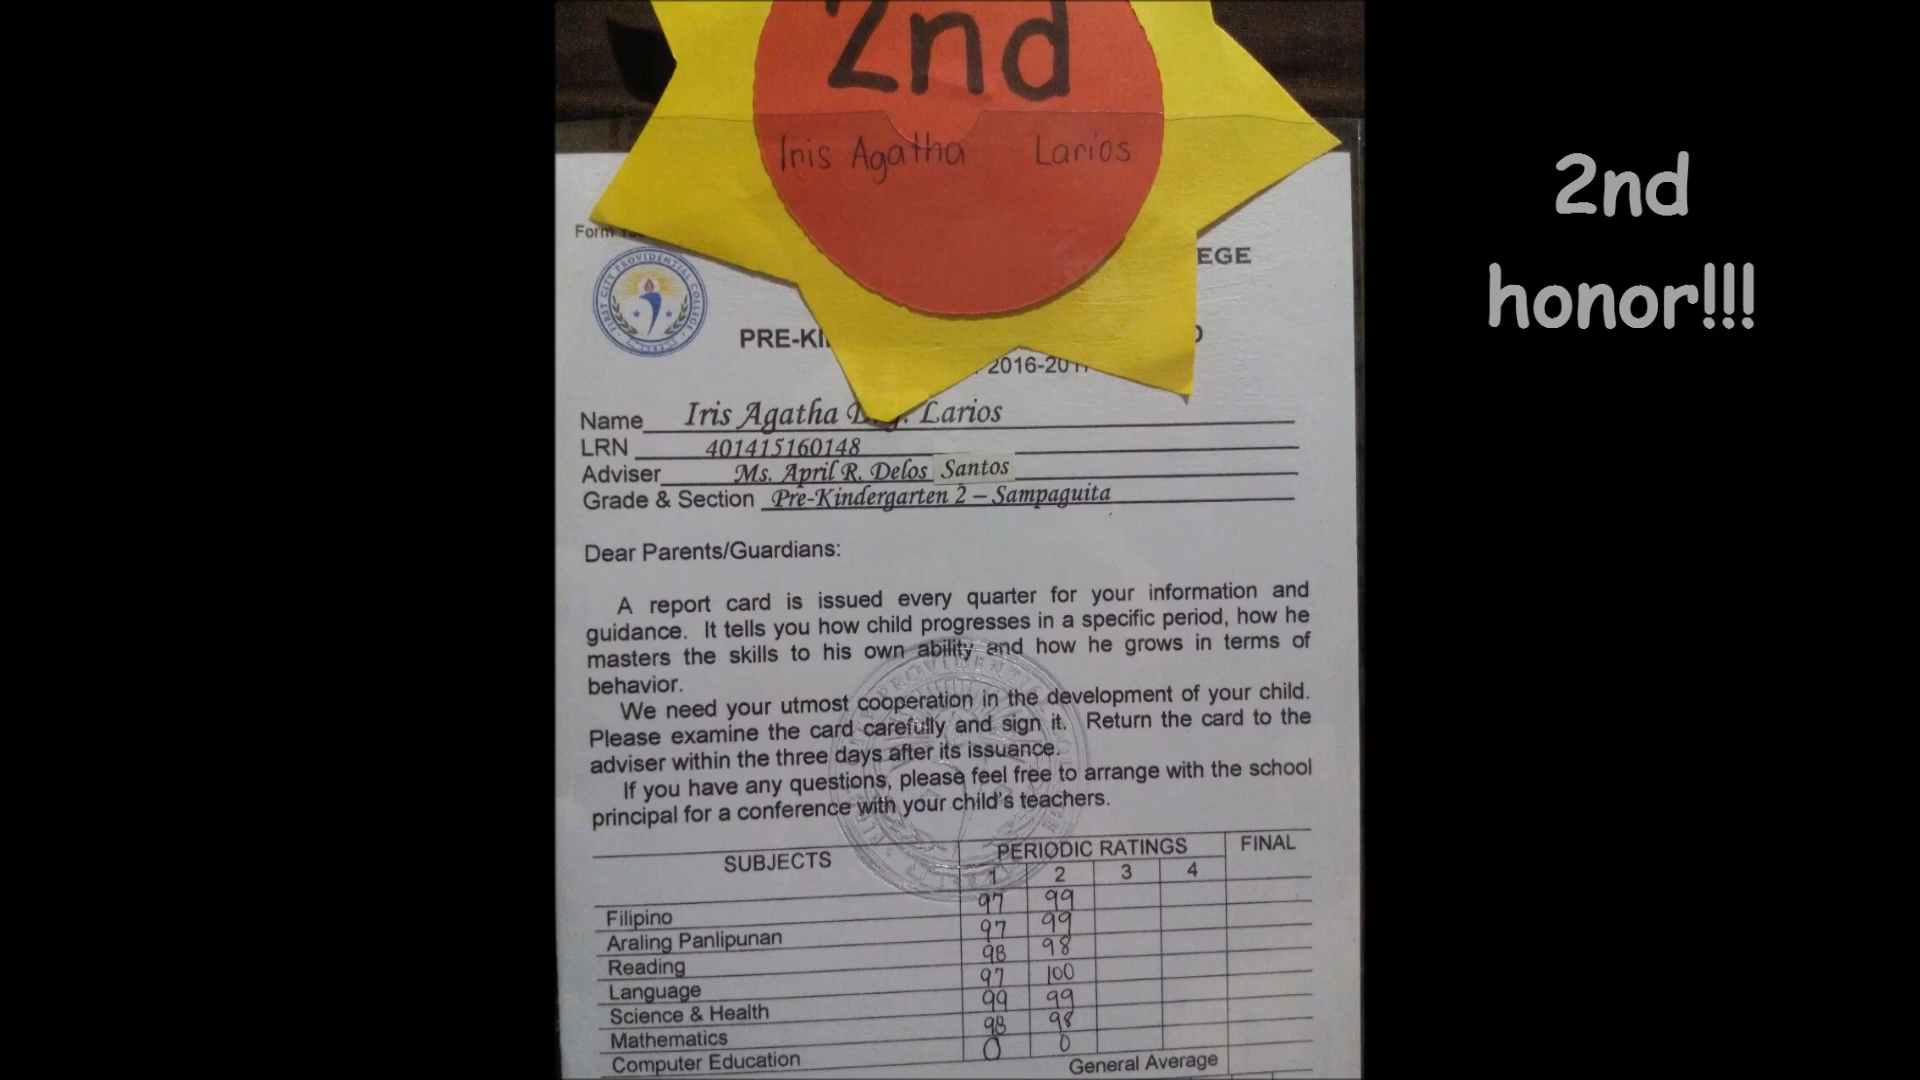 2nd
Inis Agatha Larios
2nd
honor!!!
Form
EGE
FIRST CITY PROVIDENTIAL COLLEGE
PRE-KI
2016-201
Name Iris Agatha Larios
LRN 401415160148
Adviser Ms. April R. Delos Santos
Grade & Section Pre-Kindergarten 2 – Sampaguita
Dear Parents/Guardians:
A report card is issued every quarter for your information and
guidance. It tells you how child progresses in a specific period, how he
masters the skills to his own ability and how he grows in terms of
behavior.
We need your utmost cooperation in the development of your child.
Please examine the card carefully and sign it. Return the card to the
adviser within the three days after its issuance.
If you have any questions, please feel free to arrange with the school
principal for a conference with your child's teachers.
SUBJECTS PERIODIC RATINGS FINAL
1 2 3 4
Filipino 97 99
Araling Panlipunan 97 99
Reading 98 98
Language 97 100
Science & Health 99 99
Mathematics 98 98
Computer Education 0 0
General Average